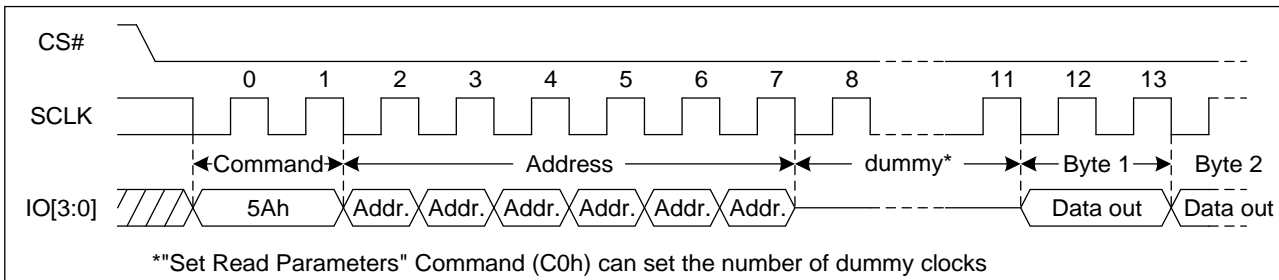 CS#
0 1 2 3 4 5 6 7 8 11 12 13
SCLK
Command Address dummy* Byte 1 Byte 2
IO[3:0] 5Ah Addr. Addr. Addr. Addr. Addr. Addr. Data out Data out
*"Set Read Parameters" Command (C0h) can set the number of dummy clocks